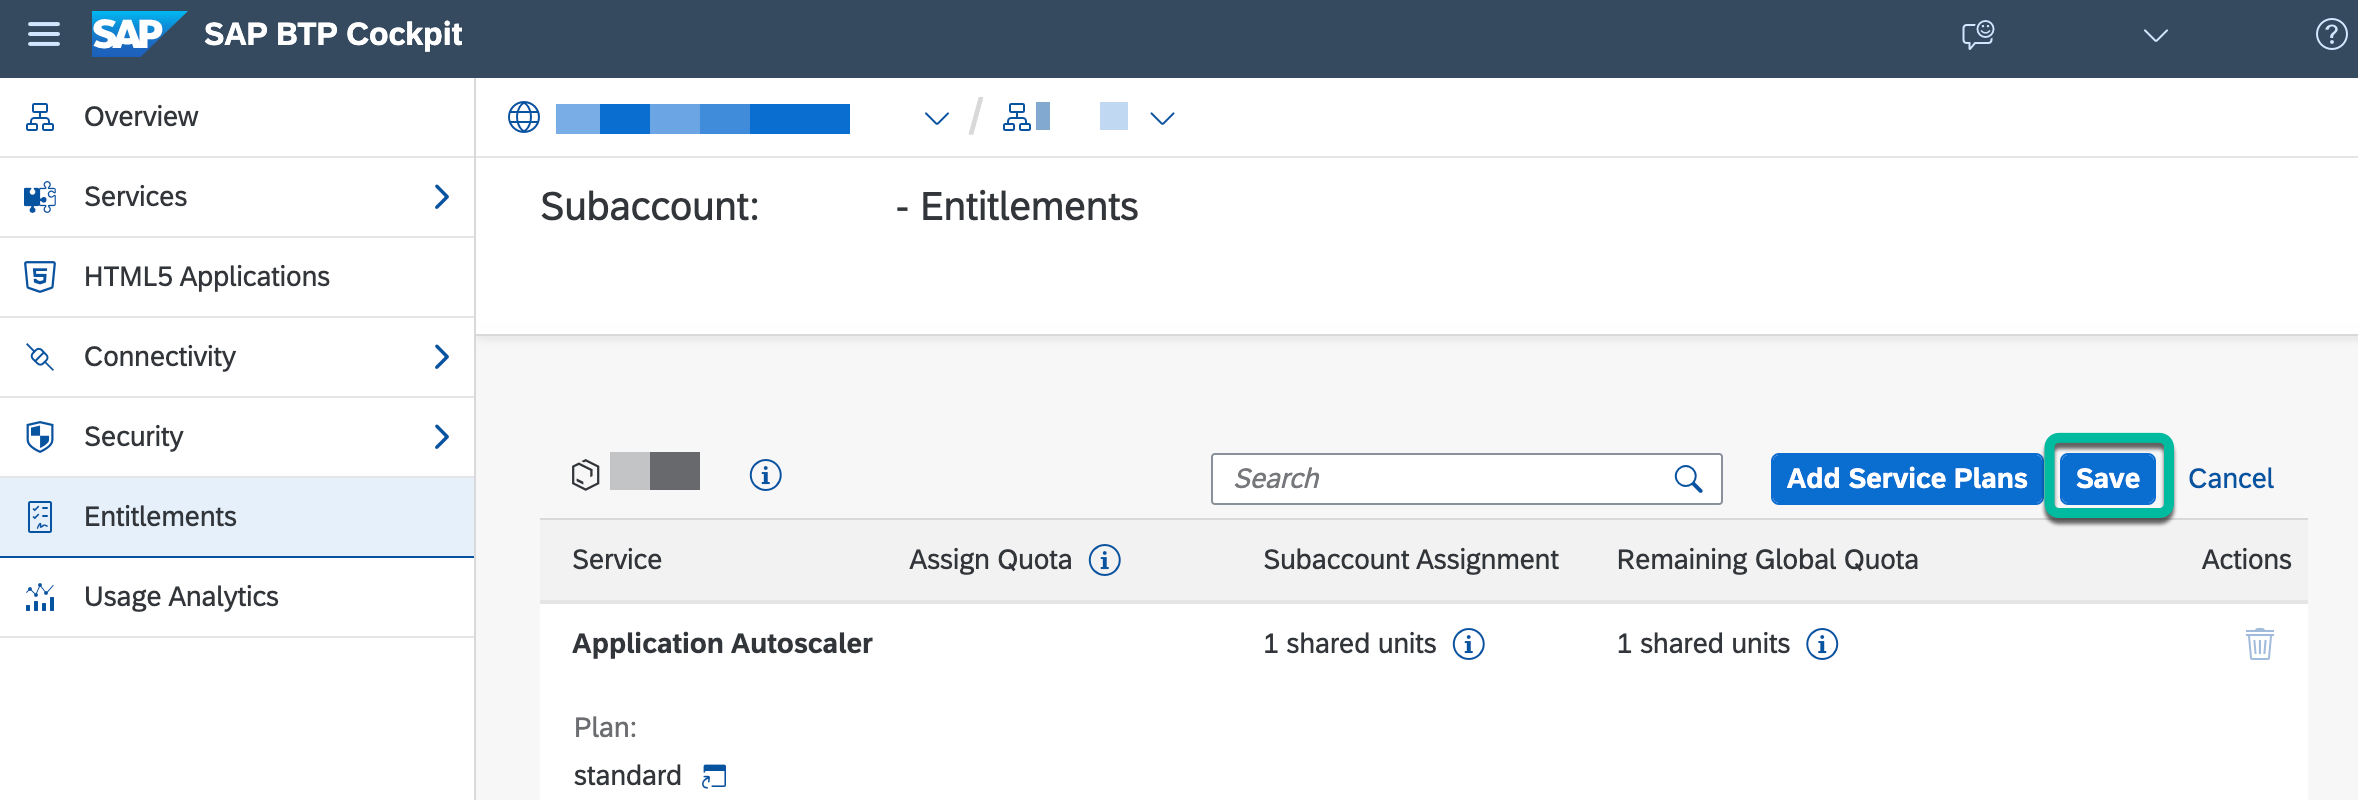 SAP SAP BTP Cockpit
Overview
Services
HTML5 Applications
Connectivity
Security
Entitlements
Usage Analytics
Subaccount: - Entitlements
Search Add Service Plans Save Cancel
Service Assign Quota Subaccount Assignment Remaining Global Quota Actions
Application Autoscaler 1 shared units 1 shared units
Plan:
standard